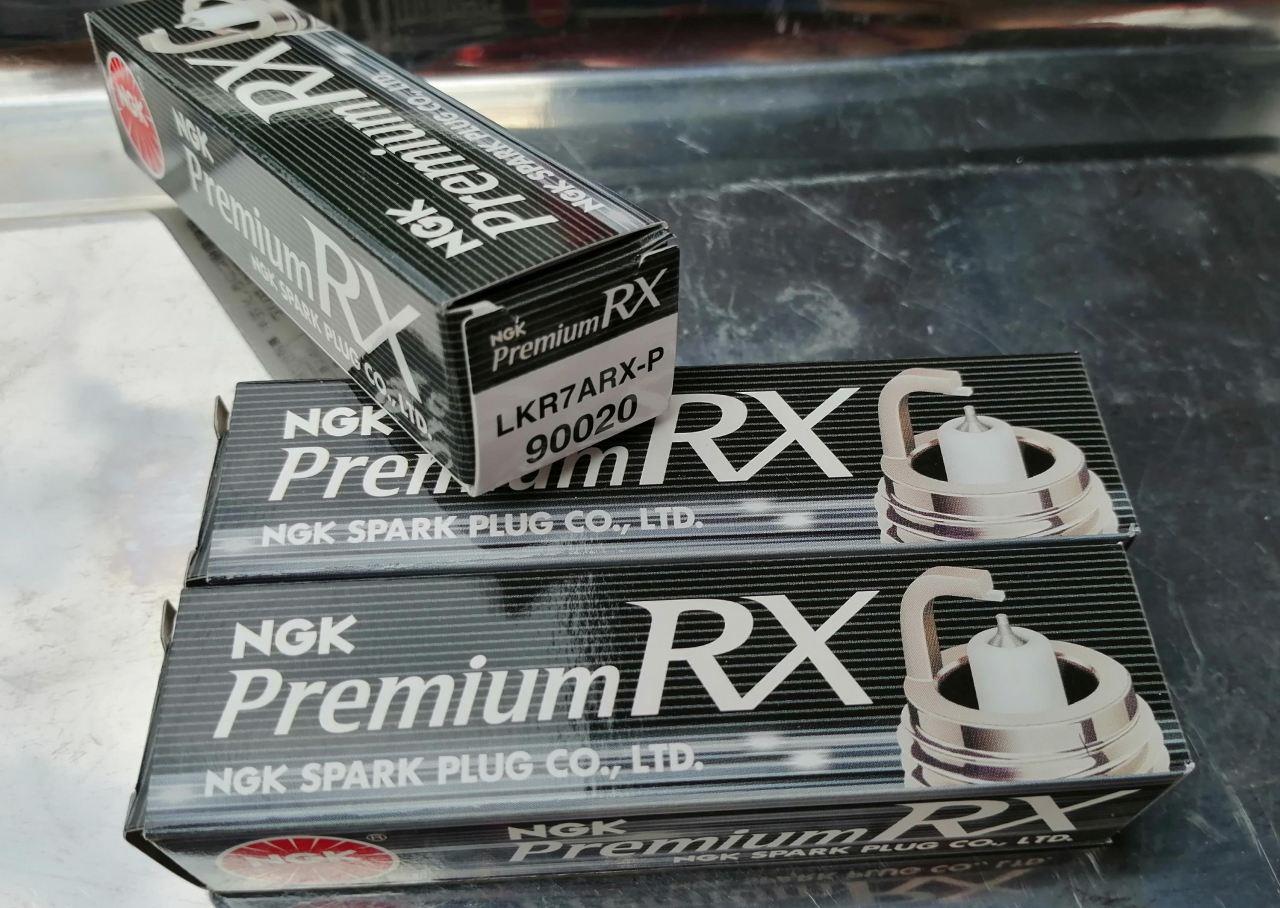 NGK
Premium RX
NGK SPARK PLUG CO., LTD.
NGK
NGK
Premium RX
NGK SPARK PLUG CO., LTD.
NGK
Premium RX
LKR7ARX-P
90020
NGK
Premium RX
NGK SPARK PLUG CO., LTD.
NGK
Premium RX
NGK SPARK PLUG CO., LTD.
NGK
®
NGK
Premium RX
NGK SPARK PLUG CO., LTD.